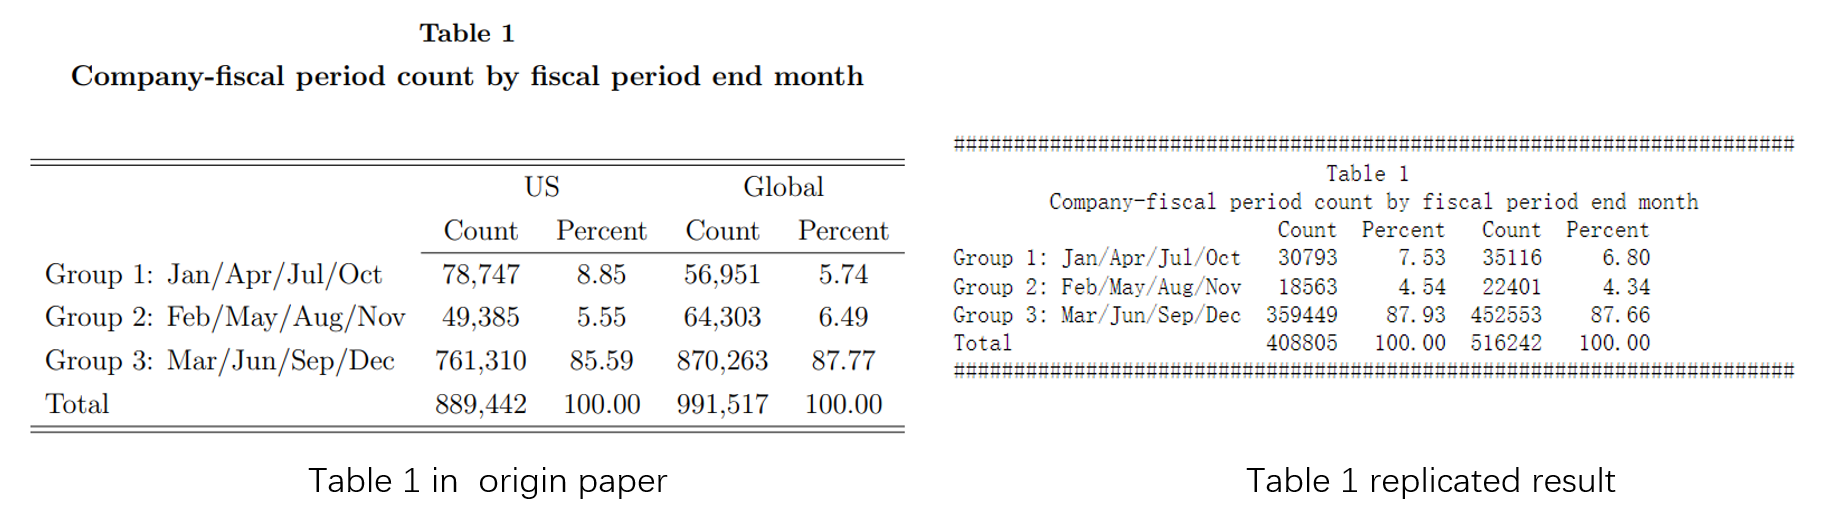 Table 1
Company-fiscal period count by fiscal period end month
US Global
Count Percent Count Percent
Group 1: Jan/Apr/Jul/Oct 78,747 8.85 56,951 5.74
Group 2: Feb/May/Aug/Nov 49,385 5.55 64,303 6.49
Group 3: Mar/Jun/Sep/Dec 761,310 85.59 870,263 87.77
Total 889,442 100.00 991,517 100.00
Table 1 in origin paper
######################################################################
Table 1
Company-fiscal period count by fiscal period end month
Count Percent Count Percent
Group 1: Jan/Apr/Jul/Oct 30793 7.53 35116 6.80
Group 2: Feb/May/Aug/Nov 18563 4.54 22401 4.34
Group 3: Mar/Jun/Sep/Dec 359449 87.93 452553 87.66
Total 408805 100.00 516242 100.00
######################################################################
Table 1 replicated result